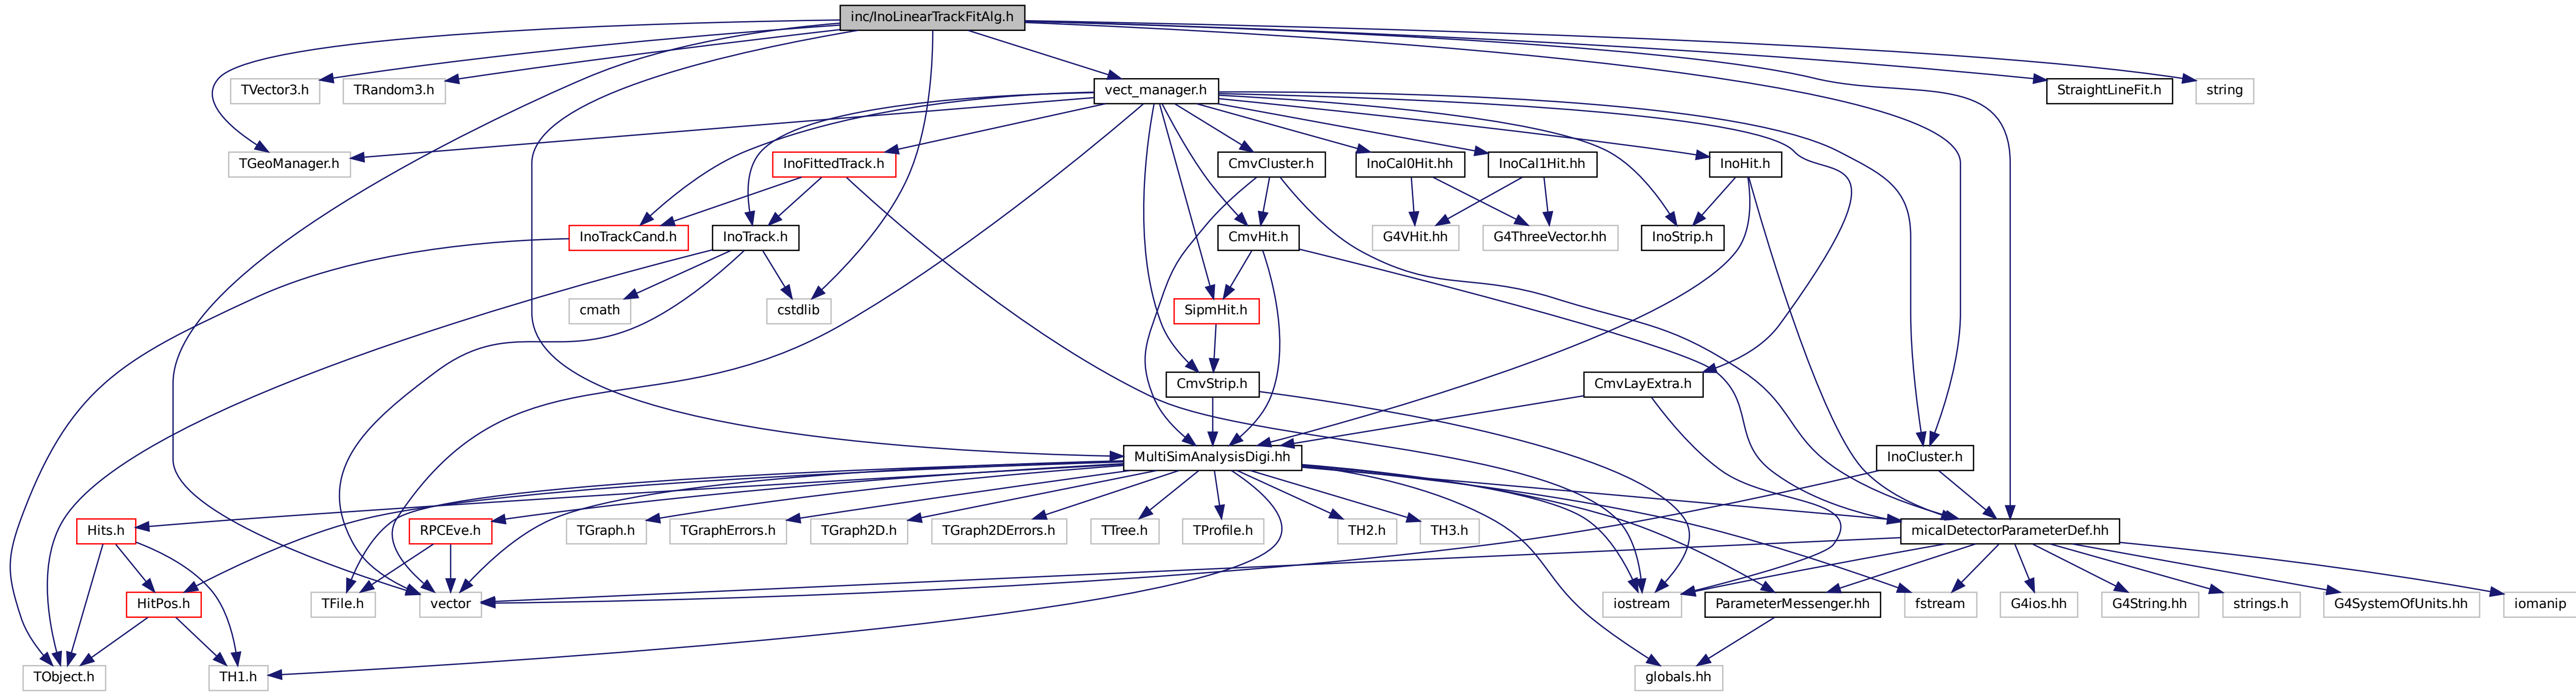 inc/InoLinearTrackFitAlg.h
TVector3.h
TRandom3.h
vect_manager.h
StraightLineFit.h
string
TGeoManager.h
InoFittedTrack.h
CmvCluster.h
InoCal0Hit.hh
InoCal1Hit.hh
InoHit.h
InoTrackCand.h
InoTrack.h
CmvHit.h
G4VHit.hh
G4ThreeVector.hh
InoStrip.h
cmath
cstdlib
SipmHit.h
CmvStrip.h
CmvLayExtra.h
MultiSimAnalysisDigi.hh
InoCluster.h
Hits.h
RPCEve.h
TGraph.h
TGraphErrors.h
TGraph2D.h
TGraph2DErrors.h
TTree.h
TProfile.h
TH2.h
TH3.h
micalDetectorParameterDef.hh
HitPos.h
TFile.h
vector
iostream
ParameterMessenger.hh
fstream
G4ios.hh
G4String.hh
strings.h
G4SystemOfUnits.hh
iomanip
TObject.h
TH1.h
globals.hh